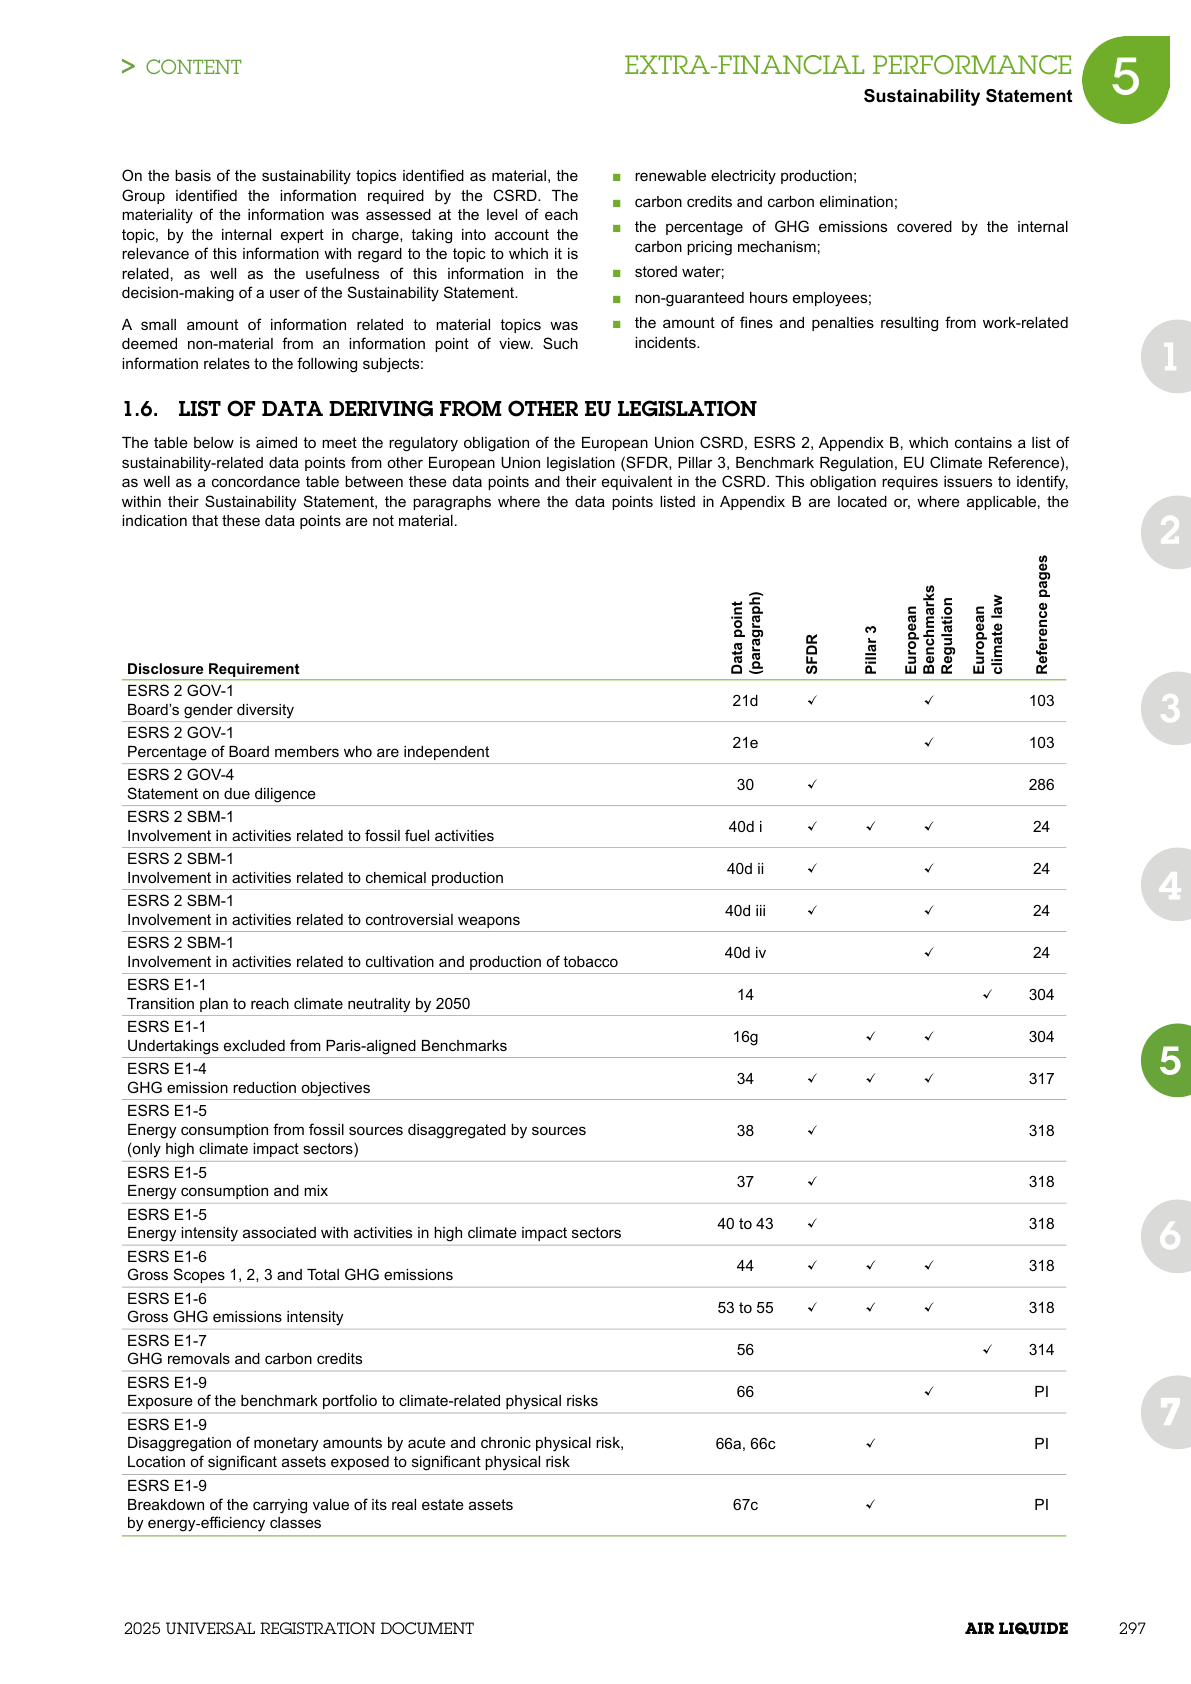 > CONTENT
EXTRA-FINANCIAL PERFORMANCE
Sustainability Statement
5
On the basis of the sustainability topics identified as material, the
Group identified the information required by the CSRD. The
materiality of the information was assessed at the level of each
topic, by the internal expert in charge, taking into account the
relevance of this information with regard to the topic to which it is
related, as well as the usefulness of this information in the
decision-making of a user of the Sustainability Statement.
A small amount of information related to material topics was
deemed non-material from an information point of view. Such
information relates to the following subjects:
■ renewable electricity production;
■ carbon credits and carbon elimination;
■ the percentage of GHG emissions covered by the internal
carbon pricing mechanism;
■ stored water;
■ non-guaranteed hours employees;
■ the amount of fines and penalties resulting from work-related
incidents.
1.6. LIST OF DATA DERIVING FROM OTHER EU LEGISLATION
The table below is aimed to meet the regulatory obligation of the European Union CSRD, ESRS 2, Appendix B, which contains a list of
sustainability-related data points from other European Union legislation (SFDR, Pillar 3, Benchmark Regulation, EU Climate Reference),
as well as a concordance table between these data points and their equivalent in the CSRD. This obligation requires issuers to identify,
within their Sustainability Statement, the paragraphs where the data points listed in Appendix B are located or, where applicable, the
indication that these data points are not material.
Disclosure Requirement
Data point
(paragraph)
SFDR
Pillar 3
European
Benchmarks
Regulation
European
climate law
Reference pages
ESRS 2 GOV-1
Board's gender diversity
21d ✓ ✓ 103
ESRS 2 GOV-1
Percentage of Board members who are independent
21e ✓ 103
ESRS 2 GOV-4
Statement on due diligence
30 ✓ 286
ESRS 2 SBM-1
Involvement in activities related to fossil fuel activities
40d i ✓ ✓ ✓ 24
ESRS 2 SBM-1
Involvement in activities related to chemical production
40d ii ✓ ✓ 24
ESRS 2 SBM-1
Involvement in activities related to controversial weapons
40d iii ✓ ✓ 24
ESRS 2 SBM-1
Involvement in activities related to cultivation and production of tobacco
40d iv ✓ 24
ESRS E1-1
Transition plan to reach climate neutrality by 2050
14 ✓ 304
ESRS E1-1
Undertakings excluded from Paris-aligned Benchmarks
16g ✓ ✓ 304
ESRS E1-4
GHG emission reduction objectives
34 ✓ ✓ ✓ 317
ESRS E1-5
Energy consumption from fossil sources disaggregated by sources
(only high climate impact sectors)
38 ✓ 318
ESRS E1-5
Energy consumption and mix
37 ✓ 318
ESRS E1-5
Energy intensity associated with activities in high climate impact sectors
40 to 43 ✓ 318
ESRS E1-6
Gross Scopes 1, 2, 3 and Total GHG emissions
44 ✓ ✓ ✓ 318
ESRS E1-6
Gross GHG emissions intensity
53 to 55 ✓ ✓ ✓ 318
ESRS E1-7
GHG removals and carbon credits
56 ✓ 314
ESRS E1-9
Exposure of the benchmark portfolio to climate-related physical risks
66 ✓ PI
ESRS E1-9
Disaggregation of monetary amounts by acute and chronic physical risk,
Location of significant assets exposed to significant physical risk
66a, 66c ✓ PI
ESRS E1-9
Breakdown of the carrying value of its real estate assets
by energy-efficiency classes
67c ✓ PI
1
2
3
4
5
6
7
2025 UNIVERSAL REGISTRATION DOCUMENT
AIR LIQUIDE
297